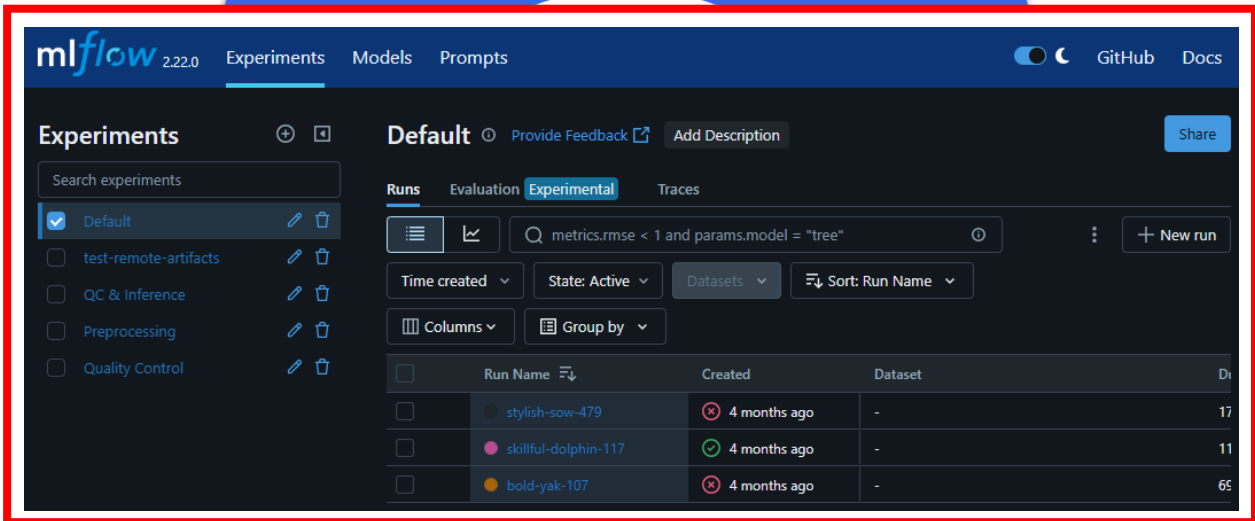 mlflow 2.22.0 Experiments Models Prompts GitHub Docs
Experiments
Search experiments
Default
test-remote-artifacts
QC & Inference
Preprocessing
Quality Control
Default Provide Feedback Add Description Share
Runs Evaluation Experimental Traces
metrics.rmse < 1 and params.model = "tree" New run
Time created State: Active Datasets Sort: Run Name
Columns Group by
Run Name Created Dataset
stylish-sow-479 4 months ago - 17
skillful-dolphin-117 4 months ago - 11
bold-yak-107 4 months ago - 69